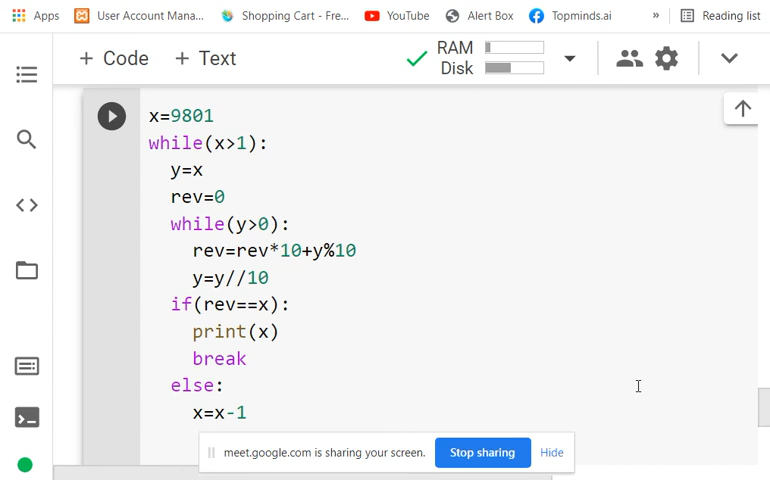 Apps User Account Mana... Shopping Cart - Fre... YouTube Alert Box Topminds.ai » Reading list
+ Code + Text RAM
Disk
x=9801
while(x>1):
y=x
rev=0
while(y>0):
rev=rev*10+y%10
y=y//10
if(rev==x):
print(x)
break
else:
x=x-1
meet.google.com is sharing your screen. Stop sharing Hide